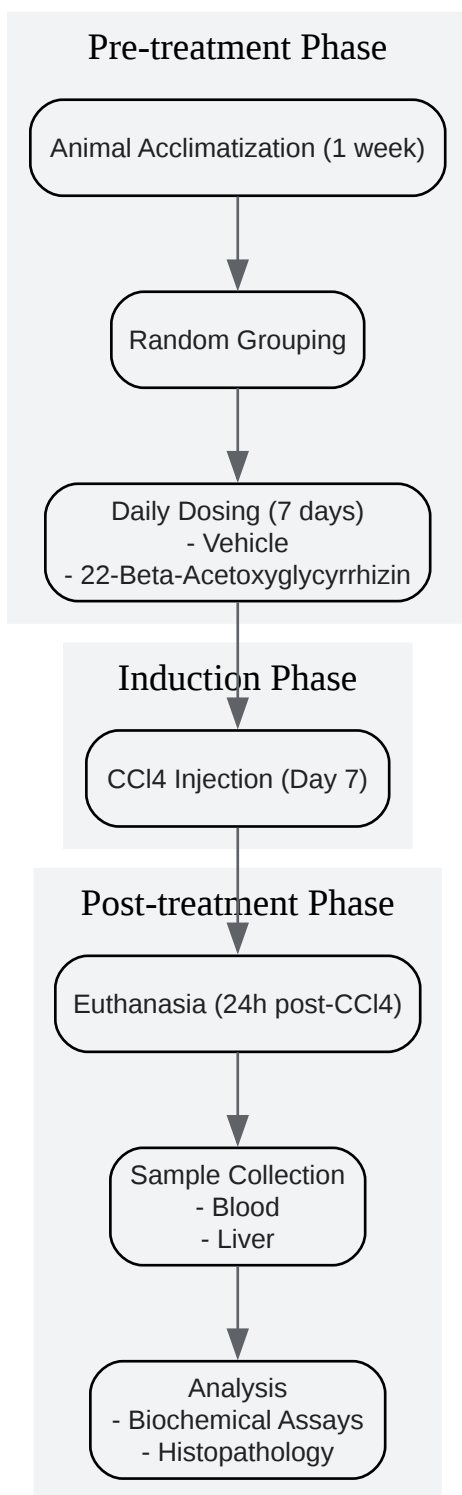 Pre-treatment Phase
Animal Acclimatization (1 week)
Random Grouping
Daily Dosing (7 days)
- Vehicle
- 22-Beta-Acetoxyglycyrrhizin
Induction Phase
CCl4 Injection (Day 7)
Post-treatment Phase
Euthanasia (24h post-CCl4)
Sample Collection
- Blood
- Liver
Analysis
- Biochemical Assays
- Histopathology